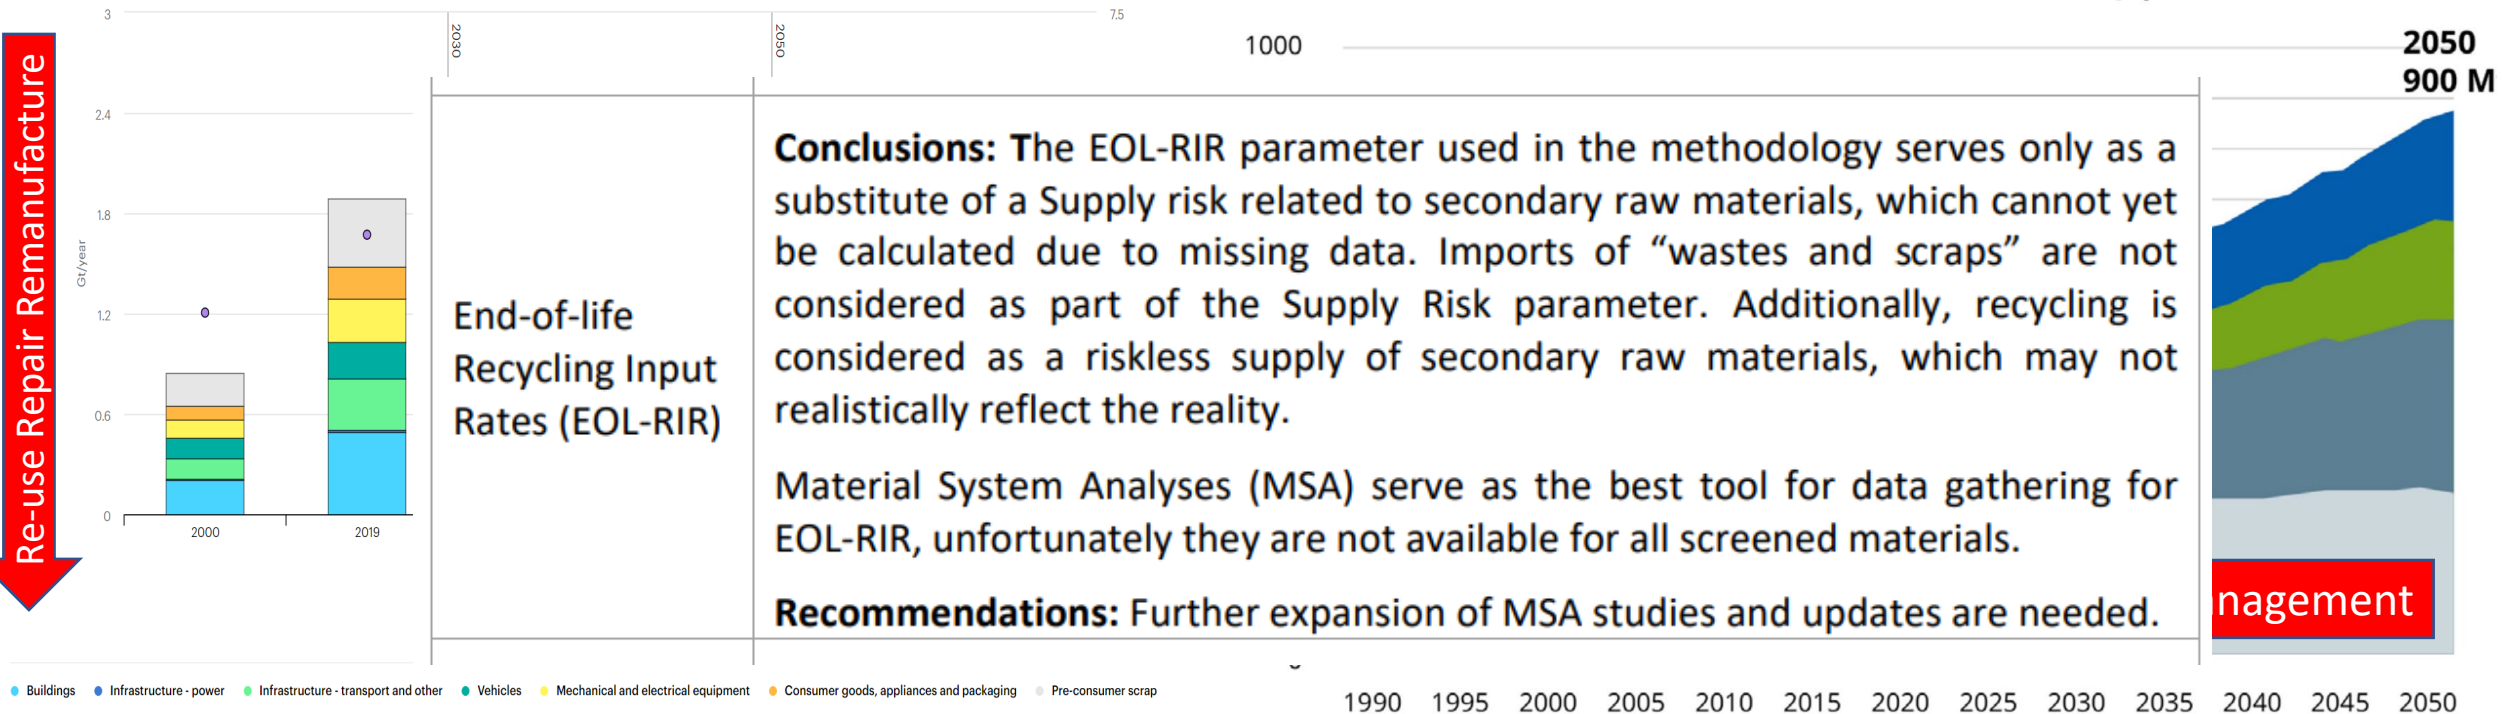 3
7.5
2030
2050
1000
2050
900 M
Re-use Repair Remanufacture
2.4
1.8
1.2
0.6
0
Gt/year
2000
2019
End-of-life
Recycling Input
Rates (EOL-RIR)
Conclusions: The EOL-RIR parameter used in the methodology serves only as a
substitute of a Supply risk related to secondary raw materials, which cannot yet
be calculated due to missing data. Imports of “wastes and scraps” are not
considered as part of the Supply Risk parameter. Additionally, recycling is
considered as a riskless supply of secondary raw materials, which may not
realistically reflect the reality.
Material System Analyses (MSA) serve as the best tool for data gathering for
EOL-RIR, unfortunately they are not available for all screened materials.
Recommendations: Further expansion of MSA studies and updates are needed.
nagement
Buildings Infrastructure - power Infrastructure - transport and other Vehicles Mechanical and electrical equipment Consumer goods, appliances and packaging Pre-consumer scrap
1990 1995 2000 2005 2010 2015 2020 2025 2030 2035 2040 2045 2050